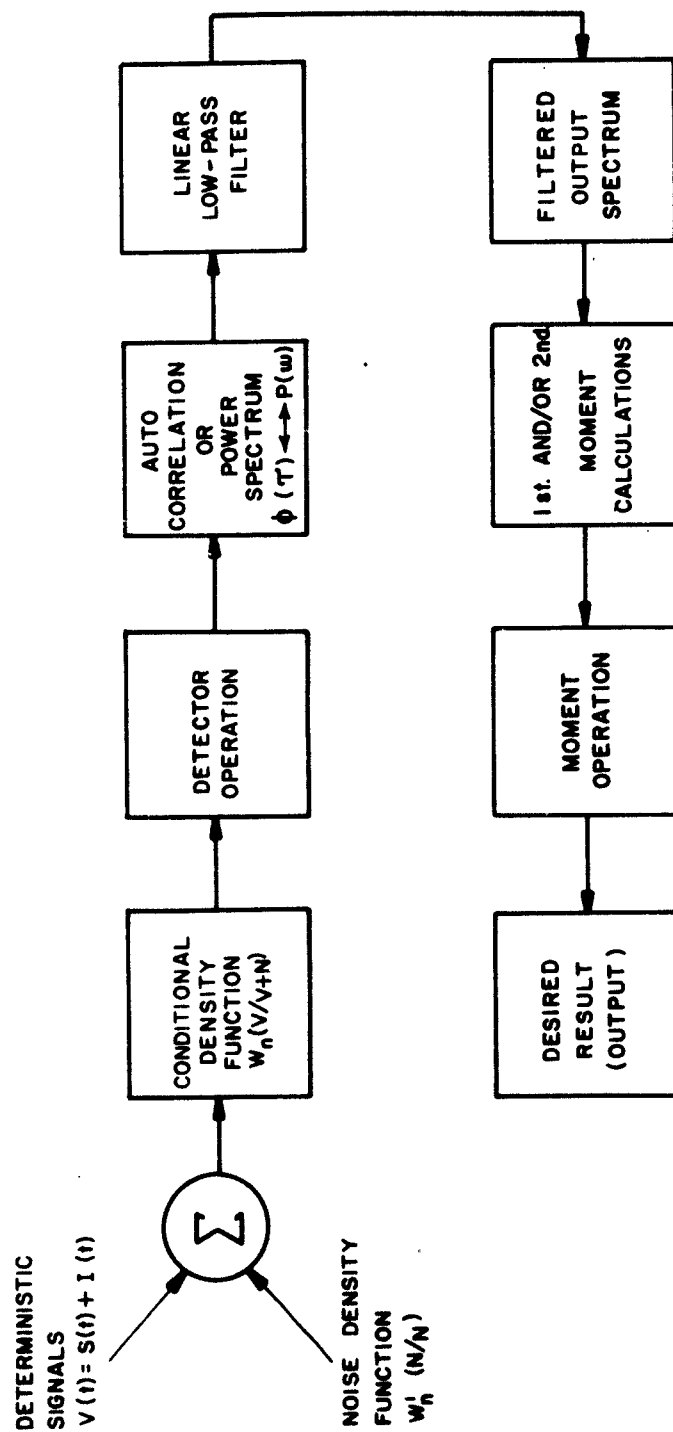 DETERMINISTIC
SIGNALS
V(t) = S(t) + I(t)
NOISE DENSITY
FUNCTION
W'n (N/N)
Σ
CONDITIONAL
DENSITY
FUNCTION
Wn(V/V+N)
DETECTOR
OPERATION
AUTO
CORRELATION
OR
POWER
SPECTRUM
ϕ (τ) ↔ P(ω)
LINEAR
LOW-PASS
FILTER
FILTERED
OUTPUT
SPECTRUM
1st. AND/OR 2nd.
MOMENT
CALCULATIONS
MOMENT
OPERATION
DESIRED
RESULT
(OUTPUT)